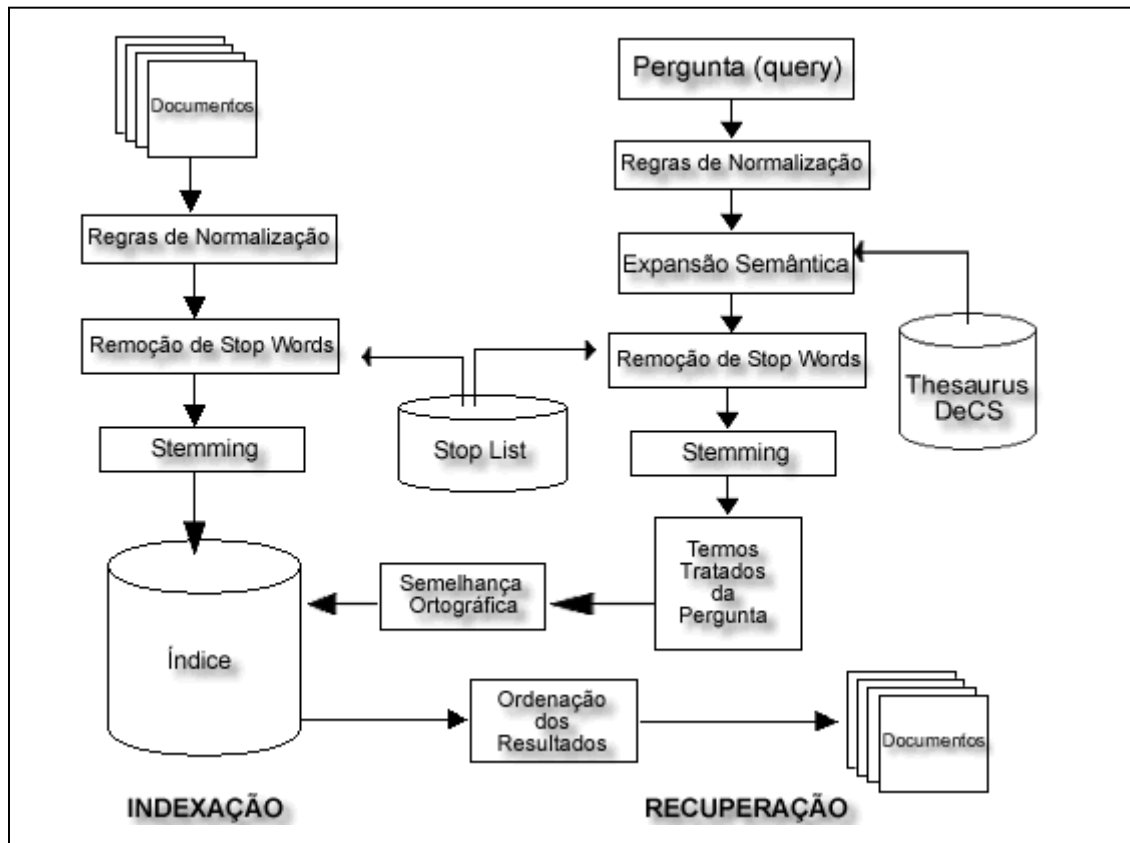 Documentos
Regras de Normalização
Remoção de Stop Words
Stemming
Índice
INDEXAÇÃO
Stop List
Pergunta (query)
Regras de Normalização
Expansão Semântica
Thesaurus
DeCS
Remoção de Stop Words
Stemming
Termos
Tratados
da
Pergunta
Semelhança
Ortográfica
Ordenação
dos
Resultados
Documentos
RECUPERAÇÃO